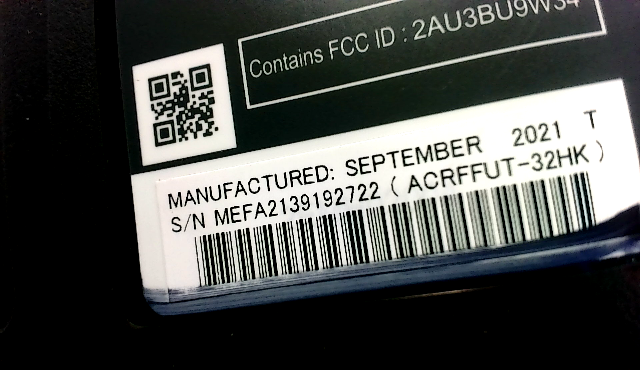 Contains FCC ID : 2AU3BU9W34
MANUFACTURED: SEPTEMBER 2021 T
S/N MEFA2139192722 ( ACRFFUT-32HK )